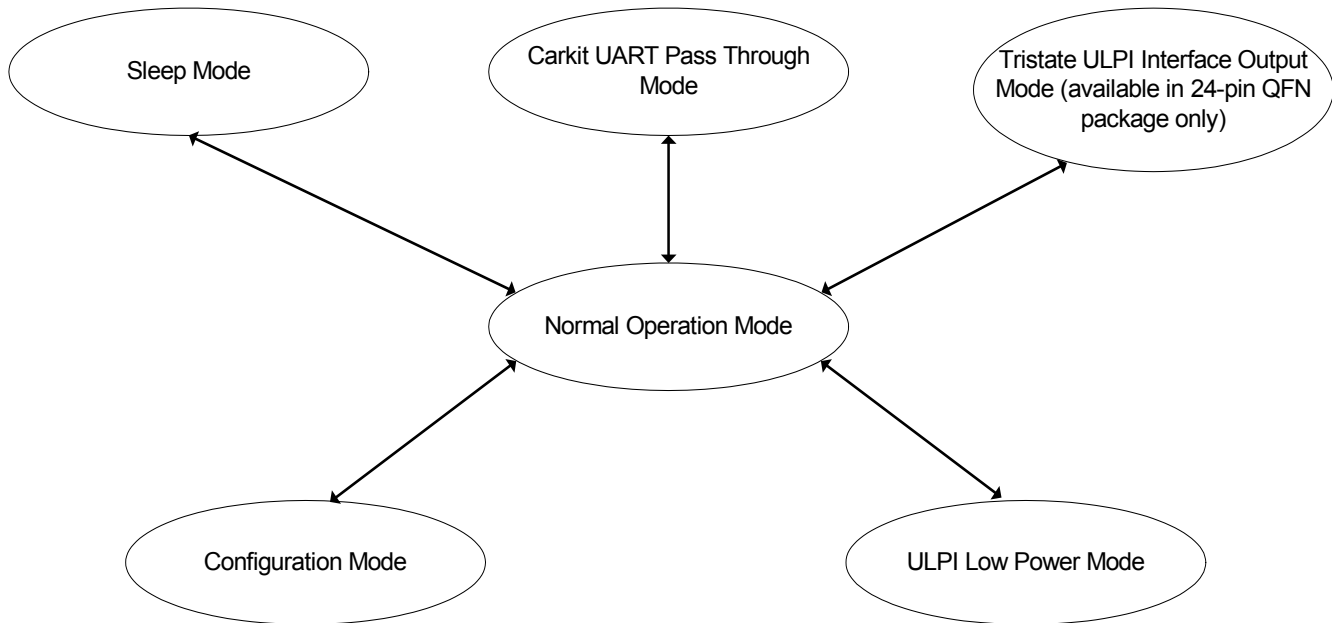 Sleep Mode
Carkit UART Pass Through
Mode
Tristate ULPI Interface Output
Mode (available in 24-pin QFN
package only)
Normal Operation Mode
Configuration Mode
ULPI Low Power Mode